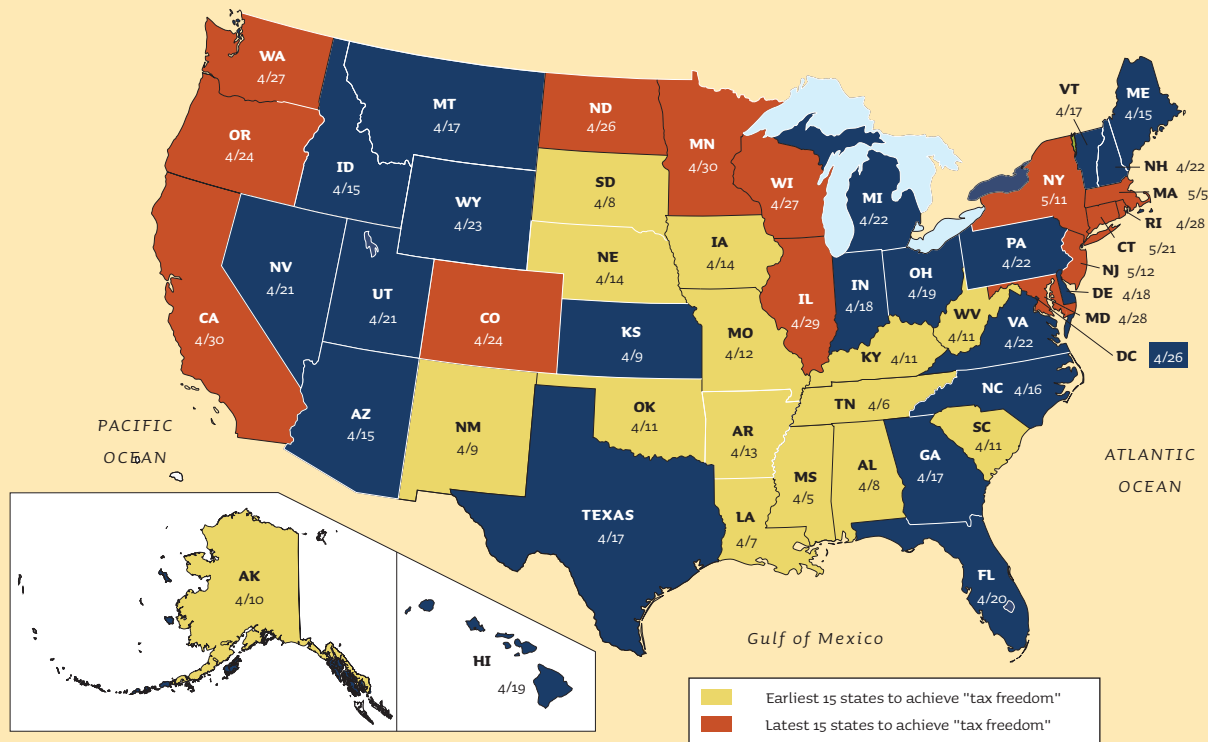 WA
4/27
MT
4/17
ND
4/26
MN
4/30
VT
4/17
ME
4/15
OR
4/24
ID
4/15
SD
4/8
WI
4/27
MI
4/22
NY
5/11
NH 4/22
MA 5/5
RI 4/28
CT 5/21
NJ 5/12
DE 4/18
MD 4/28
DC 4/26
WY
4/23
NE
4/14
IA
4/14
PA
4/22
NV
4/21
UT
4/21
CO
4/24
KS
4/9
MO
4/12
IL
4/29
IN
4/18
OH
4/19
WV
4/11
VA
4/22
CA
4/30
KY 4/11
AZ
4/15
NM
4/9
OK
4/11
AR
4/13
TN 4/6
NC 4/16
SC
4/11
MS
4/5
AL
4/8
GA
4/17
LA
4/7
TEXAS
4/17
FL
4/20
PACIFIC
OCEAN
ATLANTIC
OCEAN
Gulf of Mexico
AK
4/10
HI
4/19
Earliest 15 states to achieve "tax freedom"
Latest 15 states to achieve "tax freedom"